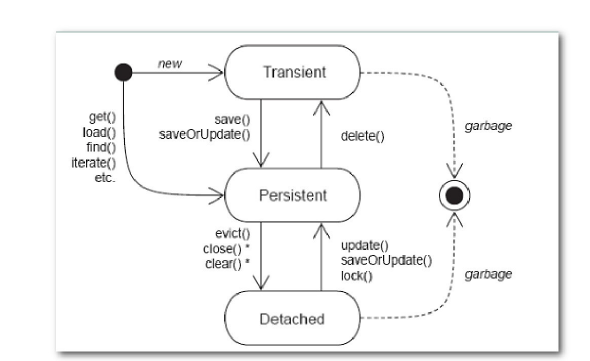 new
Transient
get()
load()
find()
iterate()
etc.
save()
saveOrUpdate()
delete()
garbage
Persistent
evict()
close() *
clear() *
update()
saveOrUpdate()
lock()
garbage
Detached